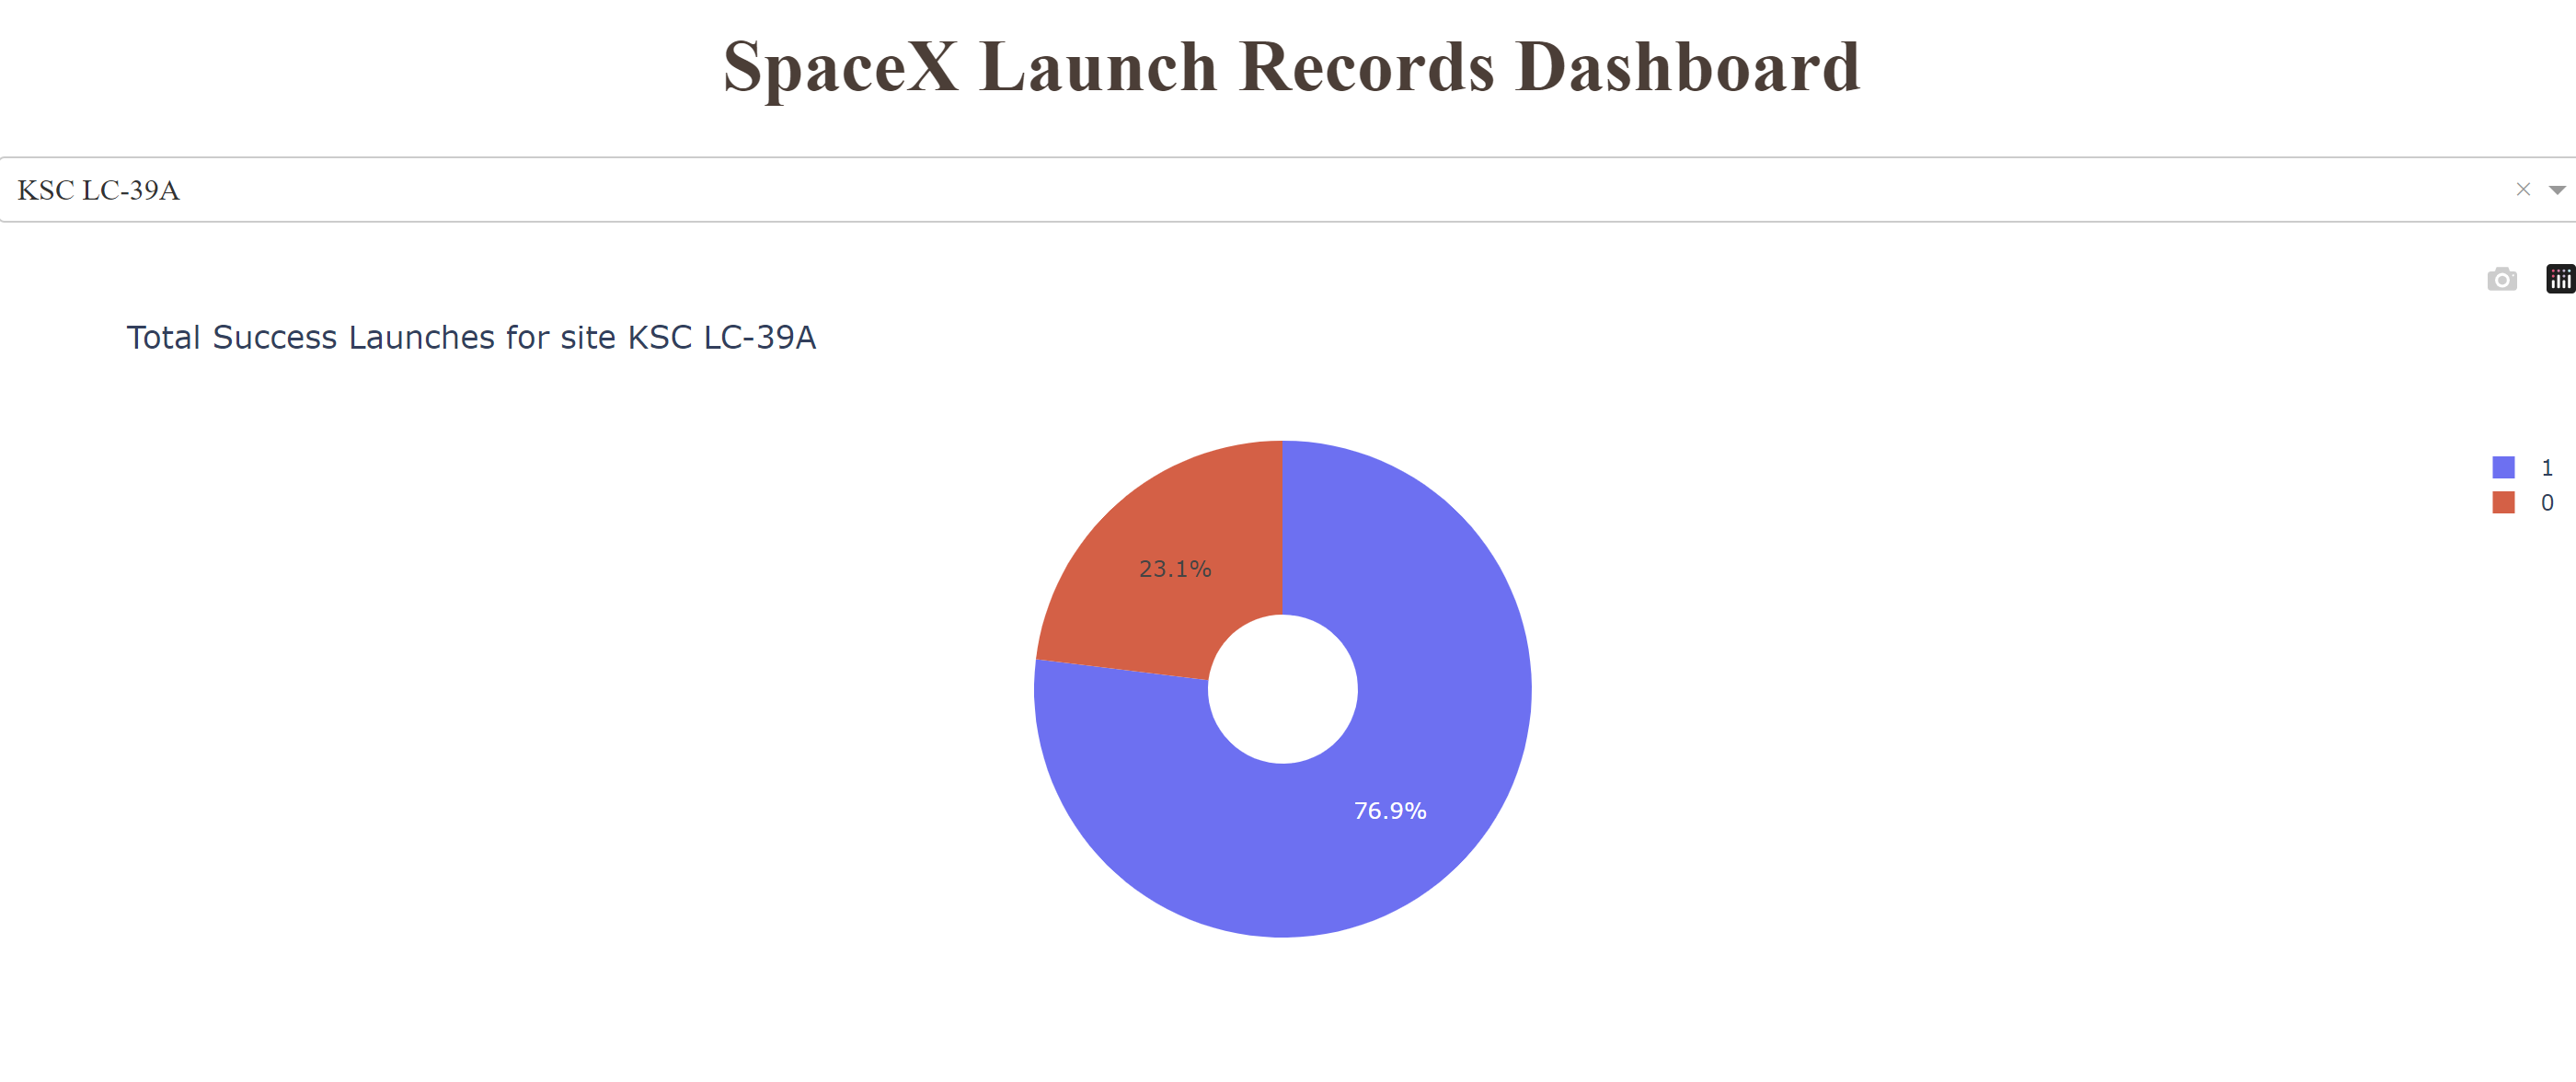 SpaceX Launch Records Dashboard
KSC LC-39A
Total Success Launches for site KSC LC-39A
1
0
23.1%
76.9%